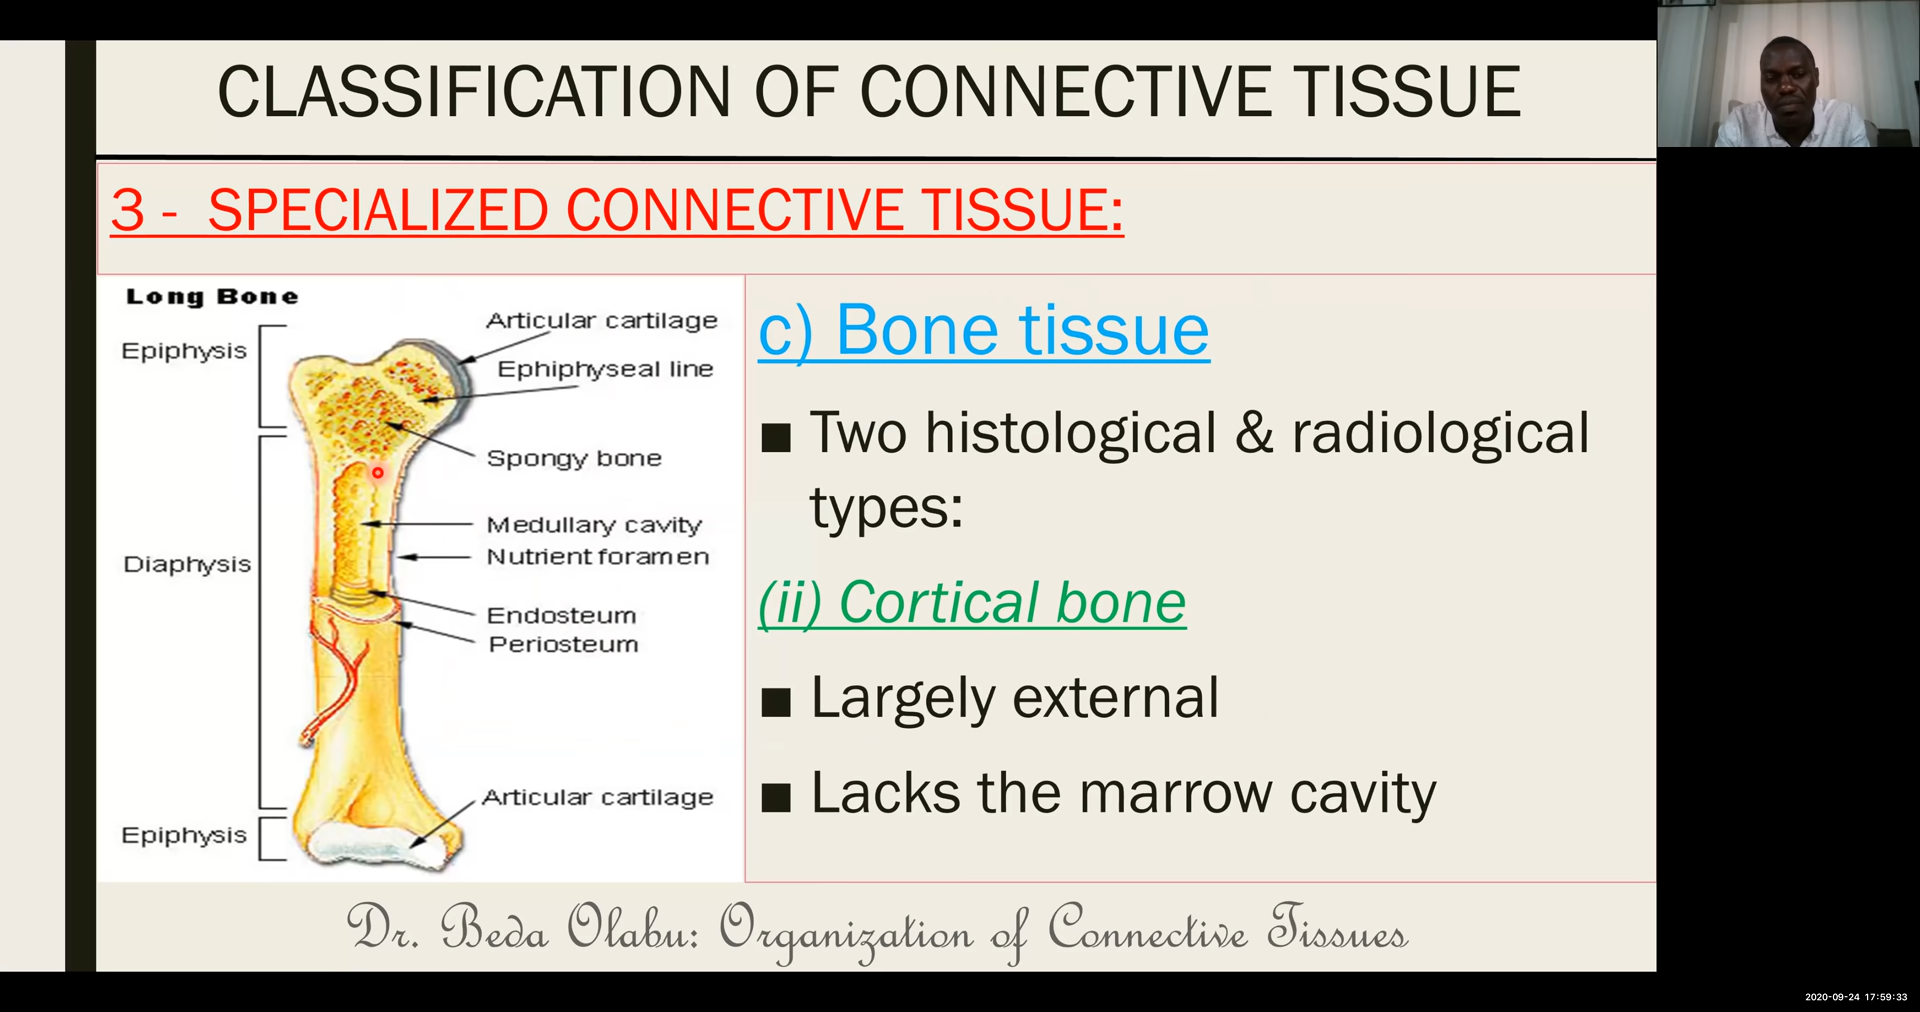 CLASSIFICATION OF CONNECTIVE TISSUE
3 - SPECIALIZED CONNECTIVE TISSUE:
Long Bone
Epiphysis
Diaphysis
Epiphysis
Articular cartilage
Ephiphyseal line
Spongy bone
Medullary cavity
Nutrient foramen
Endosteum
Periosteum
Articular cartilage
c) Bone tissue
■ Two histological & radiological
types:
(ii) Cortical bone
■ Largely external
■ Lacks the marrow cavity
Dr. Beda Olabu: Organization of Connective Tissues
2020-09-24 17:59:33